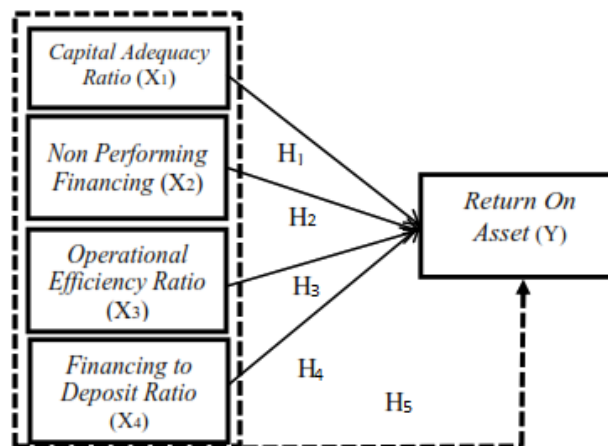 Capital Adequacy
Ratio (X1)
Non Performing
Financing (X2)
Operational
Efficiency Ratio
(X3)
Financing to
Deposit Ratio
(X4)
H1
H2
H3
H4
H5
Return On
Asset (Y)